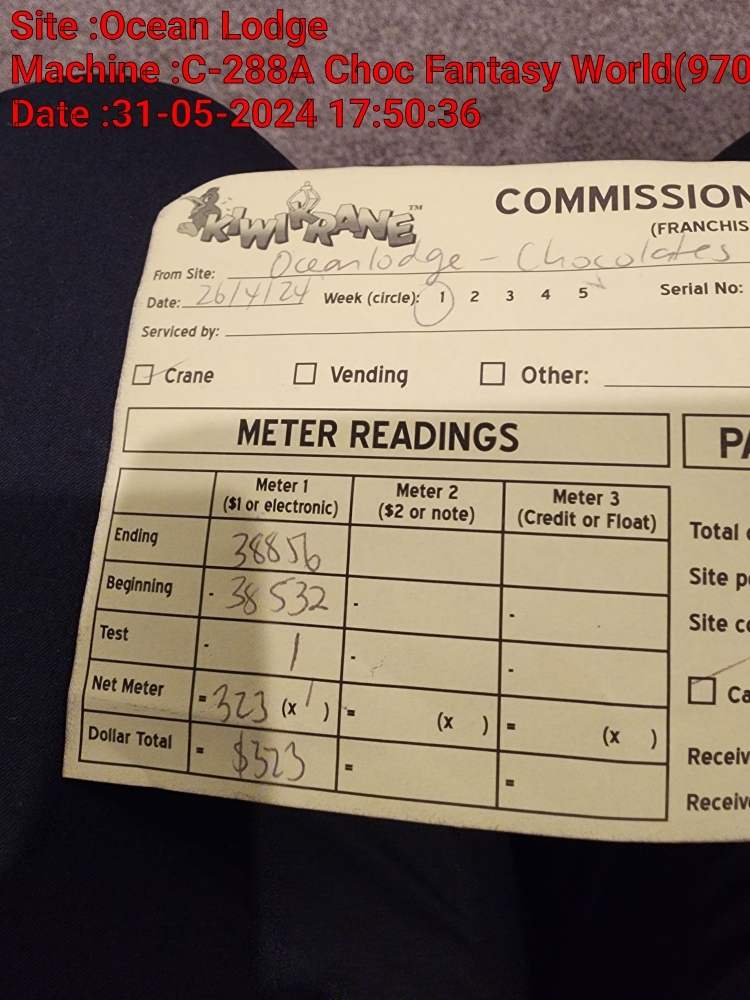 Site :Ocean Lodge
Machine :C-288A Choc Fantasy World(970
Date :31-05-2024 17:50:36
KIWI KRANE™
COMMISSION
(FRANCHIS
From Site: Oceanlodge - Chocolates
Date: 26/4/24 Week (circle): 1 2 3 4 5 Serial No:
Serviced by:
Crane Vending Other:
METER READINGS
PA
Meter 1 Meter 2 Meter 3
($1 or electronic) ($2 or note) (Credit or Float)
Ending 38856
Beginning - 38532 - -
Test - 1 - -
Net Meter = 323 (x 1 ) = (x ) = (x )
Dollar Total = $323 = =
Total c
Site pe
Site co
Ca
Receiv
Receive